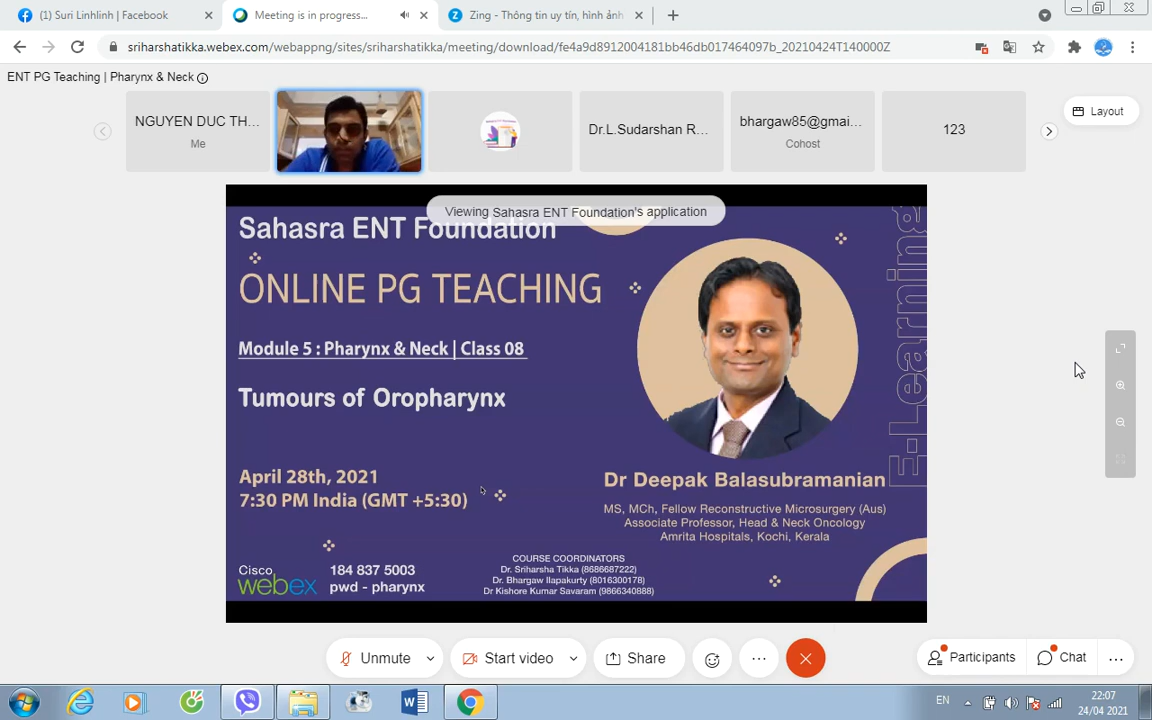 (1) Suri Linhlinh | Facebook
Meeting is in progress...
Zing - Thông tin uy tín, hình ảnh
sriharshatikka.webex.com/webappng/sites/sriharshatikka/meeting/download/fe4a9d8912004181bb46db017464097b_20210424T140000Z
ENT PG Teaching | Pharynx & Neck
NGUYEN DUC TH...
Me
Dr.L.Sudarshan R...
bhargaw85@gmai...
Cohost
123
Layout
Viewing Sahasra ENT Foundation's application
Sahasra ENT Foundation
ONLINE PG TEACHING
Module 5 : Pharynx & Neck | Class 08
Tumours of Oropharynx
April 28th, 2021
7:30 PM India (GMT +5:30)
E-Learning
Dr Deepak Balasubramanian
MS, MCh, Fellow Reconstructive Microsurgery (Aus)
Associate Professor, Head & Neck Oncology
Amrita Hospitals, Kochi, Kerala
Cisco
webex
184 837 5003
pwd - pharynx
COURSE COORDINATORS
Dr. Sriharsha Tikka (8686687222)
Dr. Bhargaw Ilapakurty (8016300178)
Dr Kishore Kumar Savaram (9866340888)
Unmute
Start video
Share
Participants
Chat
EN
22:07
24/04 2021